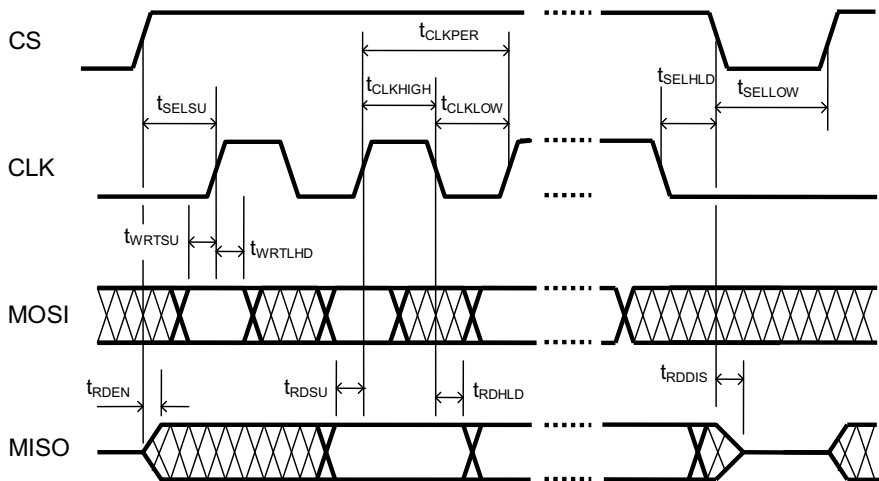 CS
tCLKPER
tCLKHIGH
tSELHLD
tSELSU
tCLKLOW
tSELLOW
CLK
tWRTSU
tWRTLHD
MOSI
tRDEN
tRDSU
tRDHLD
tRDDIS
MISO